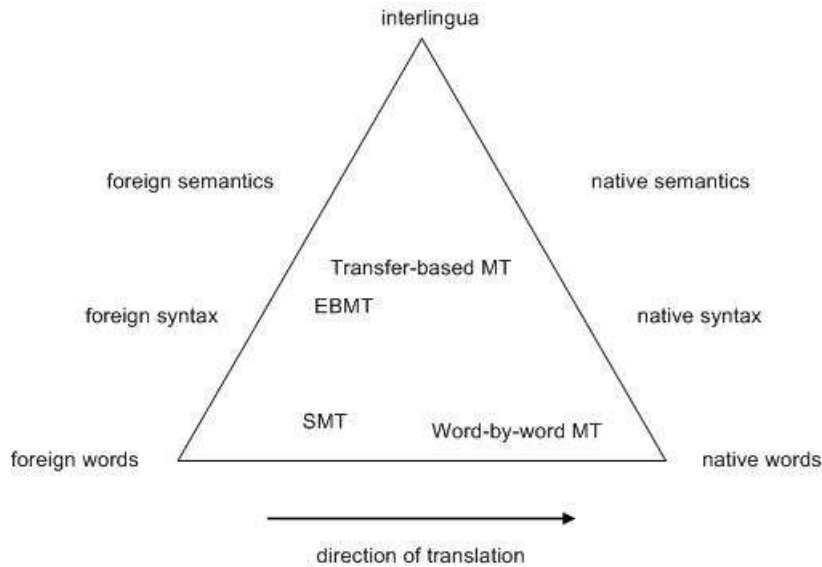 interlingua
foreign semantics
native semantics
Transfer-based MT
EBMT
foreign syntax
native syntax
SMT
Word-by-word MT
foreign words
native words
direction of translation